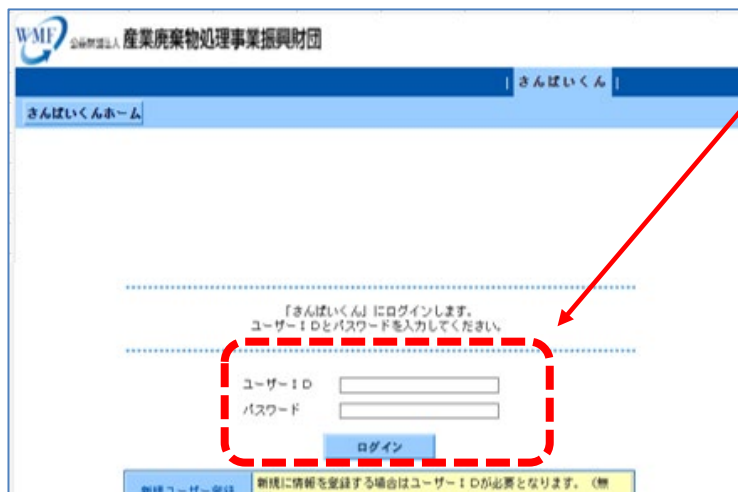 WMF 公益財団法人 産業廃棄物処理事業振興財団
| さんぱいくん |
さんぱいくんホーム
「さんぱいくん」にログインします。
ユーザーIDとパスワードを入力してください。
ユーザーID
パスワード
ログイン
新規ユーザー登録
新規に情報を登録する場合はユーザーIDが必要となります。（無